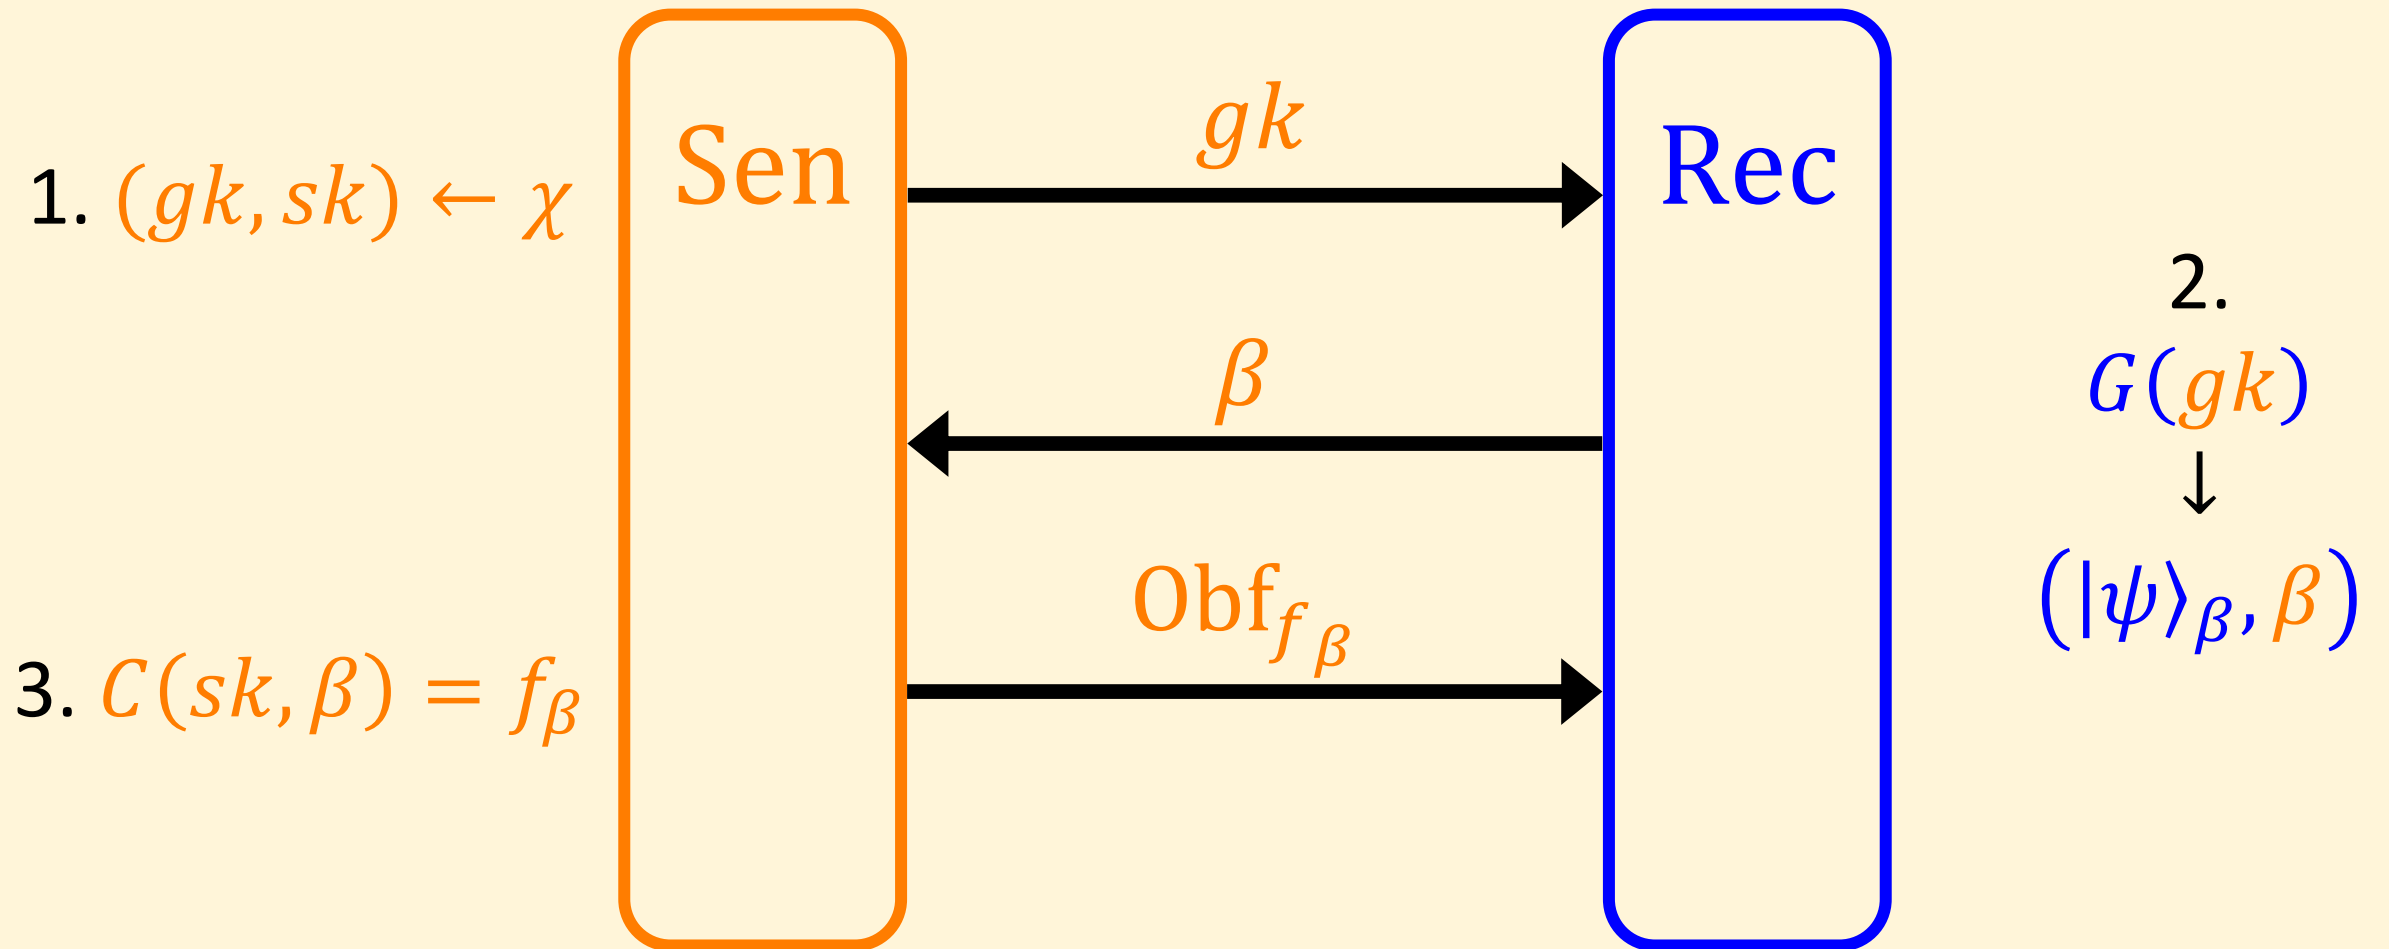 Sen
Rec
1. (gk, sk) ← χ
gk
2.
G(gk)
↓
(|ψ⟩_β, β)
β
3. C(sk, β) = f_β
Obf_{f_β}